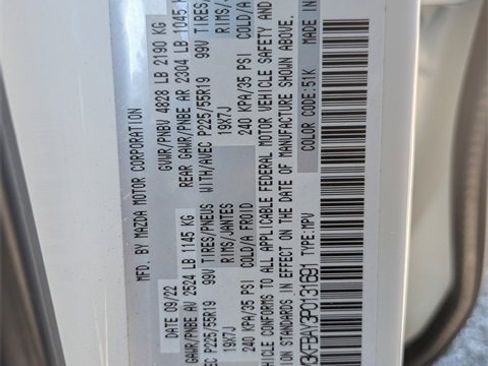 MFD. BY MAZDA MOTOR CORPORATION
DATE 09/22 GVWR/PNBV 4828 LB 2190 KG
GAWR/PNBE AV 2524 LB 1145 KG REAR GAWR/PNBE AR 2304 LB 1045
P225/55R19 99V TIRES/PNEUS WITH/AVEC P225/55R19 99V TIRES/
19X7J RIMS/JANTES 19X7J RIMS/
240 KPA/35 PSI COLD/A FROID 240 KPA/35 PSI COLD/A
VEHICLE CONFORMS TO ALL APPLICABLE FEDERAL MOTOR VEHICLE SAFETY AND
STANDARDS IN EFFECT ON THE DATE OF MANUFACTURE SHOWN ABOVE.
3KFBAY3P0131691 TYPE:MPV COLOR CODE:51K MADE IN